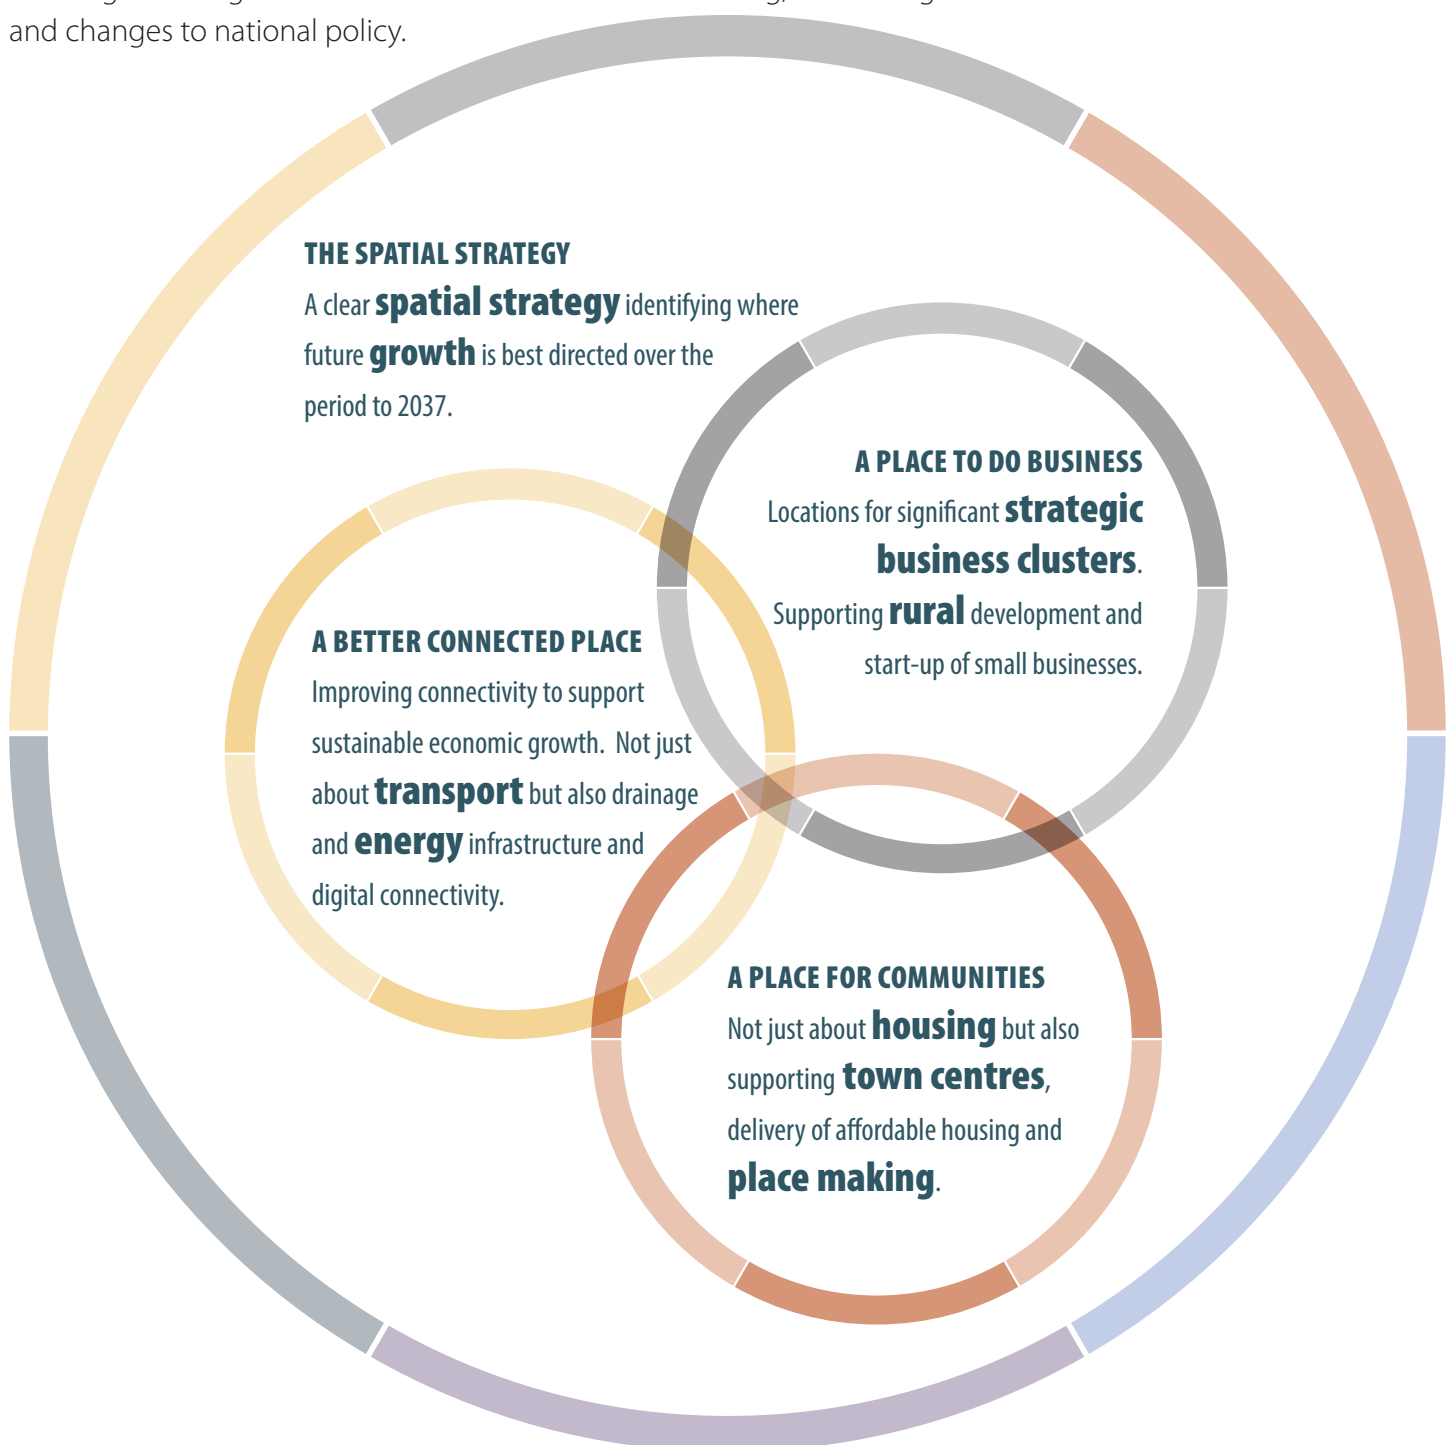 and changes to national policy.
THE SPATIAL STRATEGY
A clear spatial strategy identifying where
future growth is best directed over the
period to 2037.
A PLACE TO DO BUSINESS
Locations for significant strategic
business clusters.
Supporting rural development and
start-up of small businesses.
A BETTER CONNECTED PLACE
Improving connectivity to support
sustainable economic growth. Not just
about transport but also drainage
and energy infrastructure and
digital connectivity.
A PLACE FOR COMMUNITIES
Not just about housing but also
supporting town centres,
delivery of affordable housing and
place making.